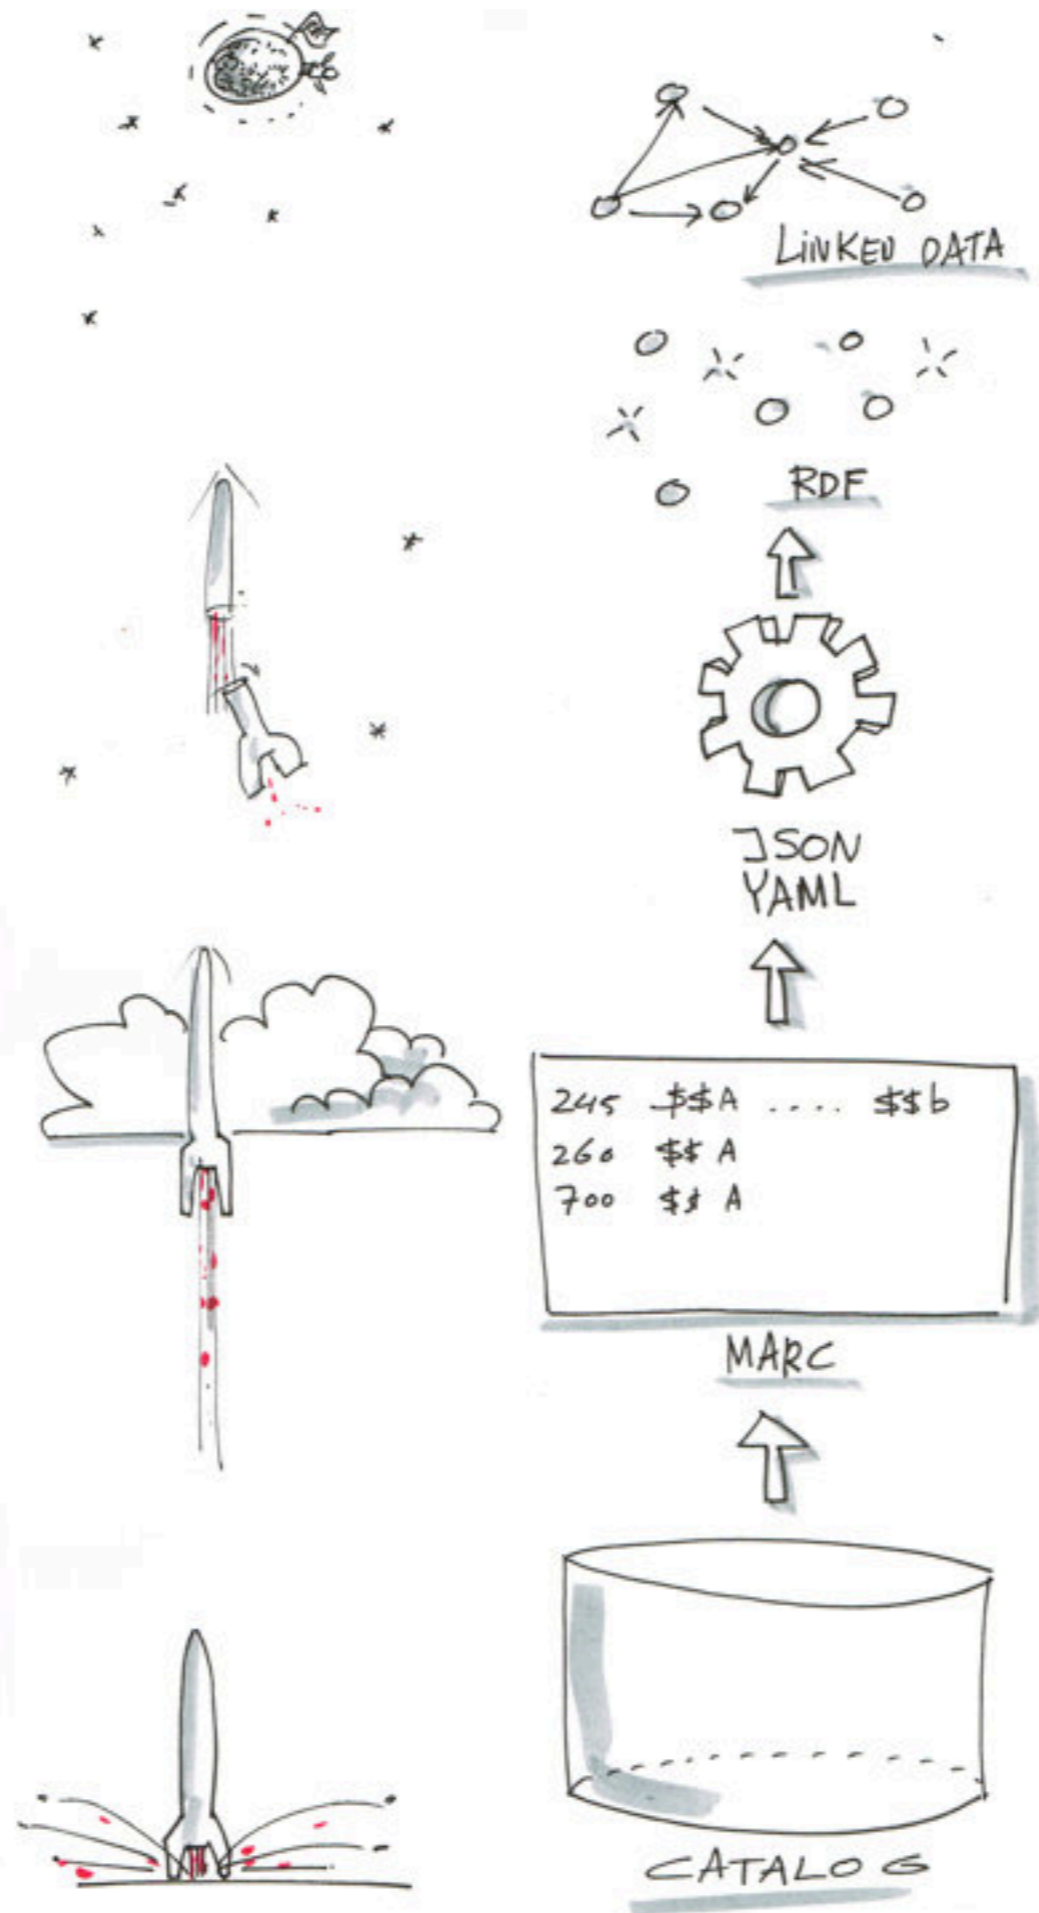 LINKED DATA
RDF
JSON
YAML
245 $$A .... $$b
260 $$ A
700 $$ A
MARC
CATALOG